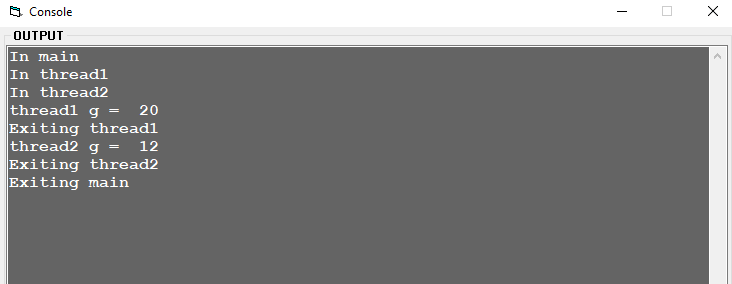 Console
OUTPUT
In main
In thread1
In thread2
thread1 g =  20
Exiting thread1
thread2 g =  12
Exiting thread2
Exiting main